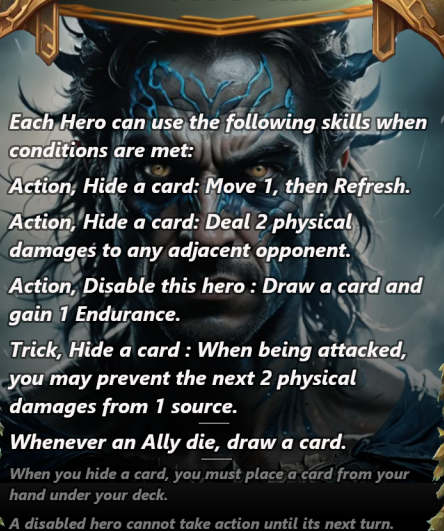 Each Hero can use the following skills when
conditions are met:
Action, Hide a card: Move 1, then Refresh.
Action, Hide a card: Deal 2 physical
damages to any adjacent opponent.
Action, Disable this hero : Draw a card and
gain 1 Endurance.
Trick, Hide a card : When being attacked,
you may prevent the next 2 physical
damages from 1 source.
Whenever an Ally die, draw a card.
When you hide a card, you must place a card from your
hand under your deck.
A disabled hero cannot take action until its next turn.